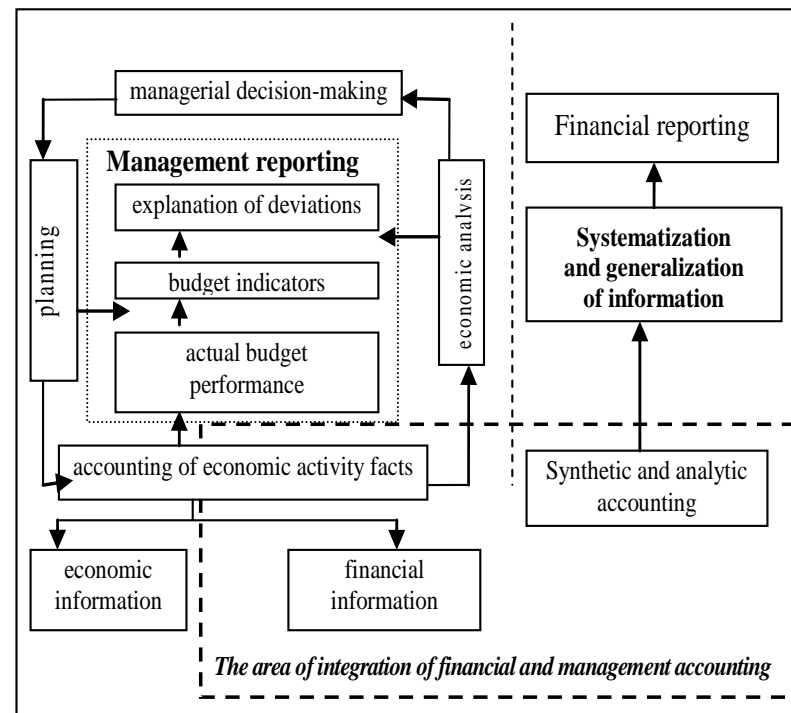 managerial decision-making
Financial reporting
Management reporting
explanation of deviations
planning
economic analysis
Systematization
and generalization
of information
budget indicators
actual budget
performance
accounting of economic activity facts
Synthetic and analytic
accounting
economic
information
financial
information
The area of integration of financial and management accounting